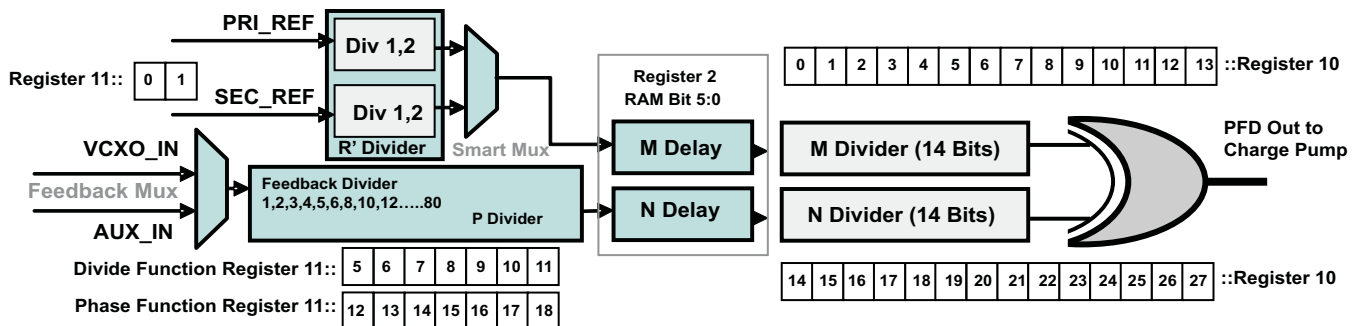 PRI_REF
Div 1,2
Register 11:: 0 1
SEC_REF
Div 1,2
R' Divider
Smart Mux
VCXO_IN
Feedback Mux
AUX_IN
Feedback Divider
1,2,3,4,5,6,8,10,12.....80
P Divider
Register 2
RAM Bit 5:0
M Delay
N Delay
0 1 2 3 4 5 6 7 8 9 10 11 12 13 ::Register 10
M Divider (14 Bits)
N Divider (14 Bits)
PFD Out to
Charge Pump
14 15 16 17 18 19 20 21 22 23 24 25 26 27 ::Register 10
Divide Function Register 11:: 5 6 7 8 9 10 11
Phase Function Register 11:: 12 13 14 15 16 17 18